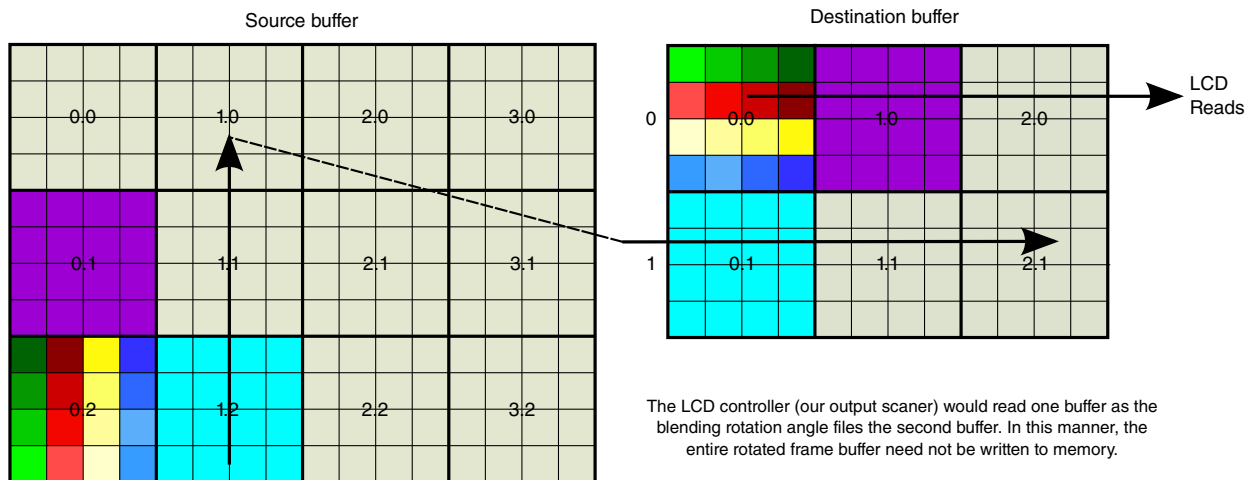 Source buffer
Destination buffer
0.0 1.0 2.0 3.0
0.1 1.1 2.1 3.1
0.2 1.2 2.2 3.2
0 0.0 1.0 2.0
1 0.1 1.1 2.1
LCD
Reads
The LCD controller (our output scaner) would read one buffer as the
blending rotation angle files the second buffer. In this manner, the
entire rotated frame buffer need not be written to memory.